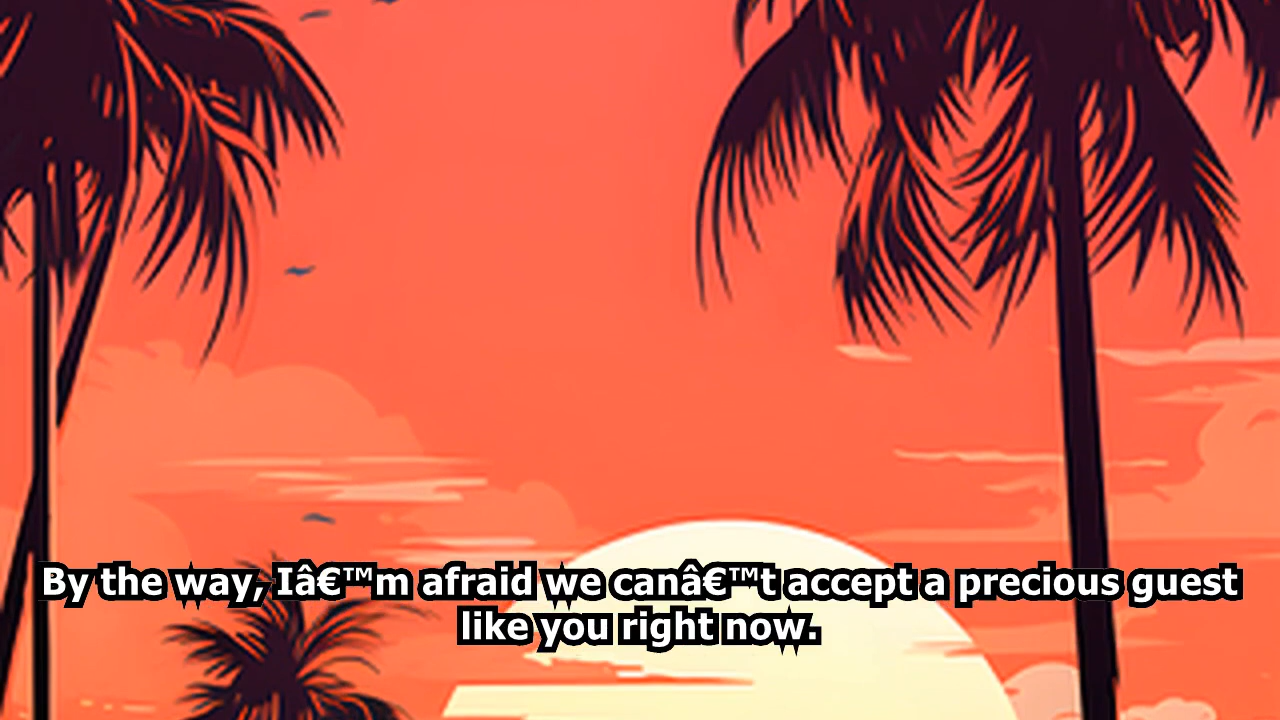 By the way, Iâ€™m afraid we canâ€™t accept a precious guest
like you right now.